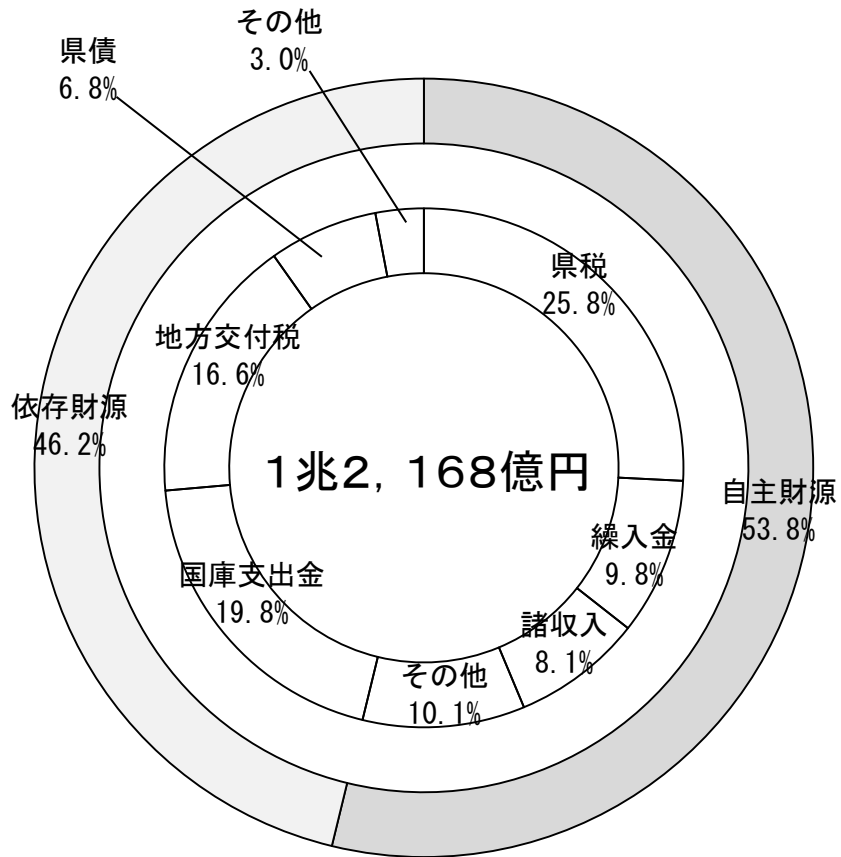 その他
3.0%
県債
6.8%
県税
25.8%
地方交付税
16.6%
依存財源
46.2%
1兆2,168億円
自主財源
53.8%
繰入金
9.8%
国庫支出金
19.8%
諸収入
8.1%
その他
10.1%